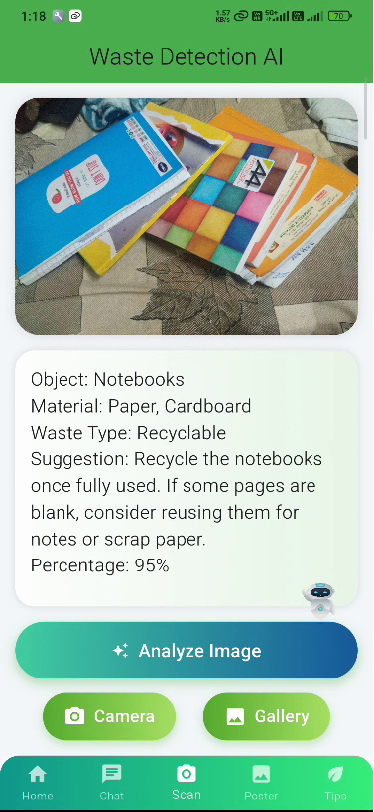 1:18
1.57
KB/s
5G+
70
Waste Detection AI
Object: Notebooks
Material: Paper, Cardboard
Waste Type: Recyclable
Suggestion: Recycle the notebooks
once fully used. If some pages are
blank, consider reusing them for
notes or scrap paper.
Percentage: 95%
Analyze Image
Camera
Gallery
Home
Chat
Scan
Poster
Tips